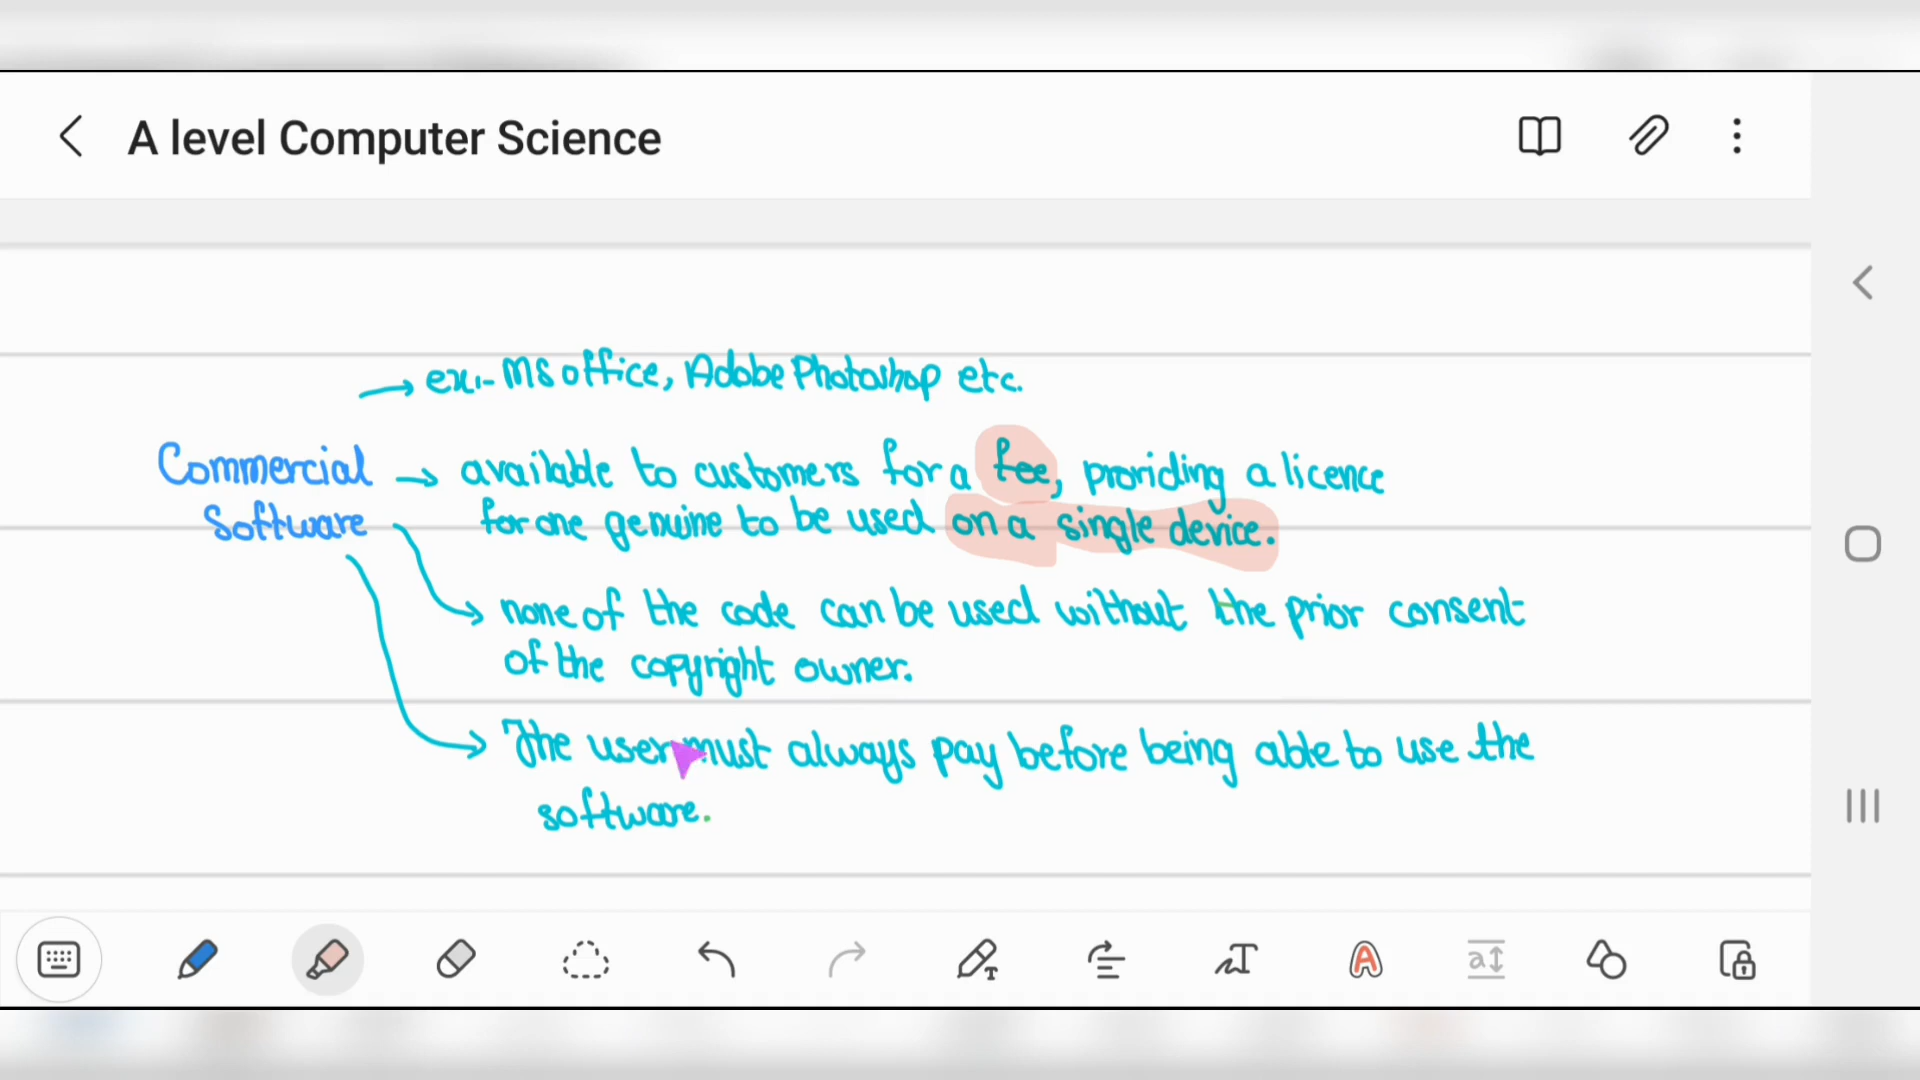 A level Computer Science
ex:- MS office, Adobe Photoshop etc.
Commercial Software
available to customers for a fee, providing a licence
for one genuine to be used on a single device.
none of the code can be used without the prior consent
of the copyright owner.
The user must always pay before being able to use the
software.